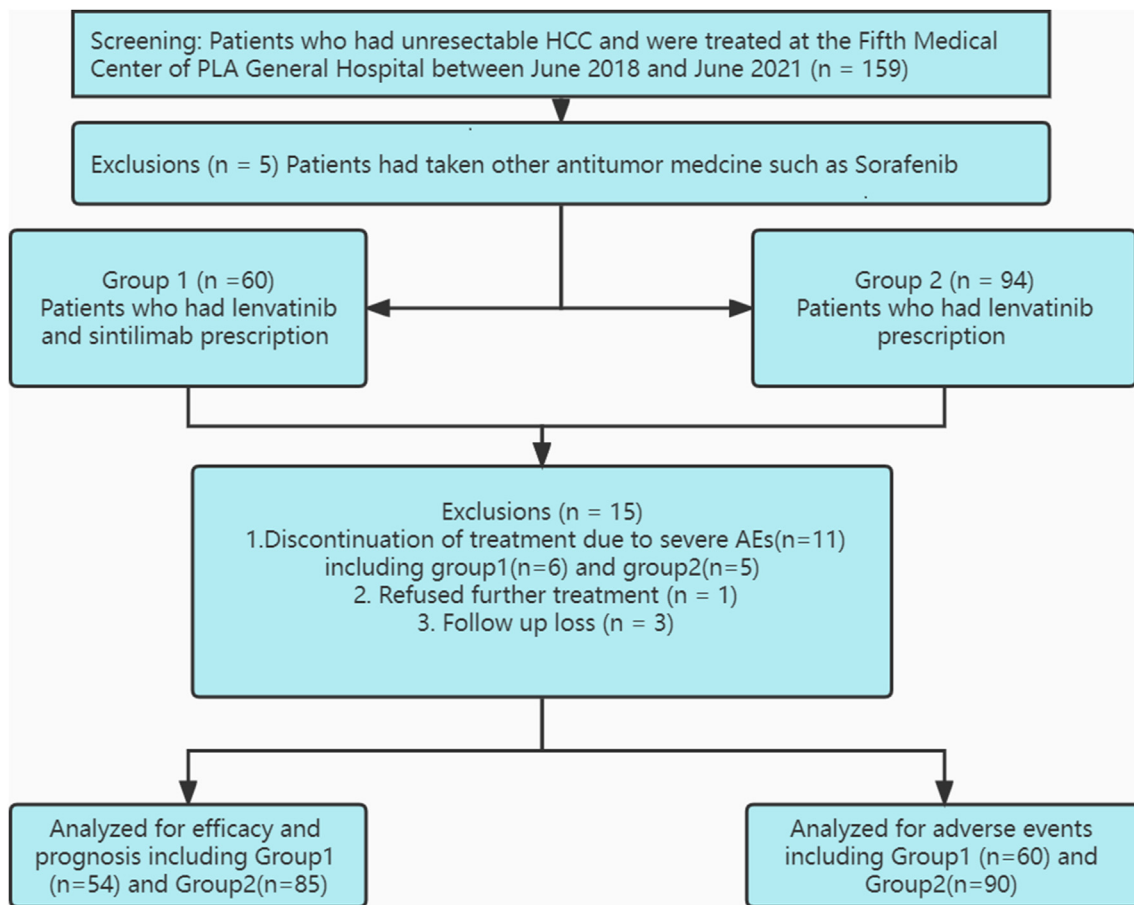 Screening: Patients who had unresectable HCC and were treated at the Fifth Medical
Center of PLA General Hospital between June 2018 and June 2021 (n = 159)
Exclusions (n = 5) Patients had taken other antitumor medcine such as Sorafenib
Group 1 (n =60)
Patients who had lenvatinib
and sintilimab prescription
Group 2 (n = 94)
Patients who had lenvatinib
prescription
Exclusions (n = 15)
1.Discontinuation of treatment due to severe AEs(n=11)
including group1(n=6) and group2(n=5)
2. Refused further treatment (n = 1)
3. Follow up loss (n = 3)
Analyzed for efficacy and
prognosis including Group1
(n=54) and Group2(n=85)
Analyzed for adverse events
including Group1 (n=60) and
Group2(n=90)